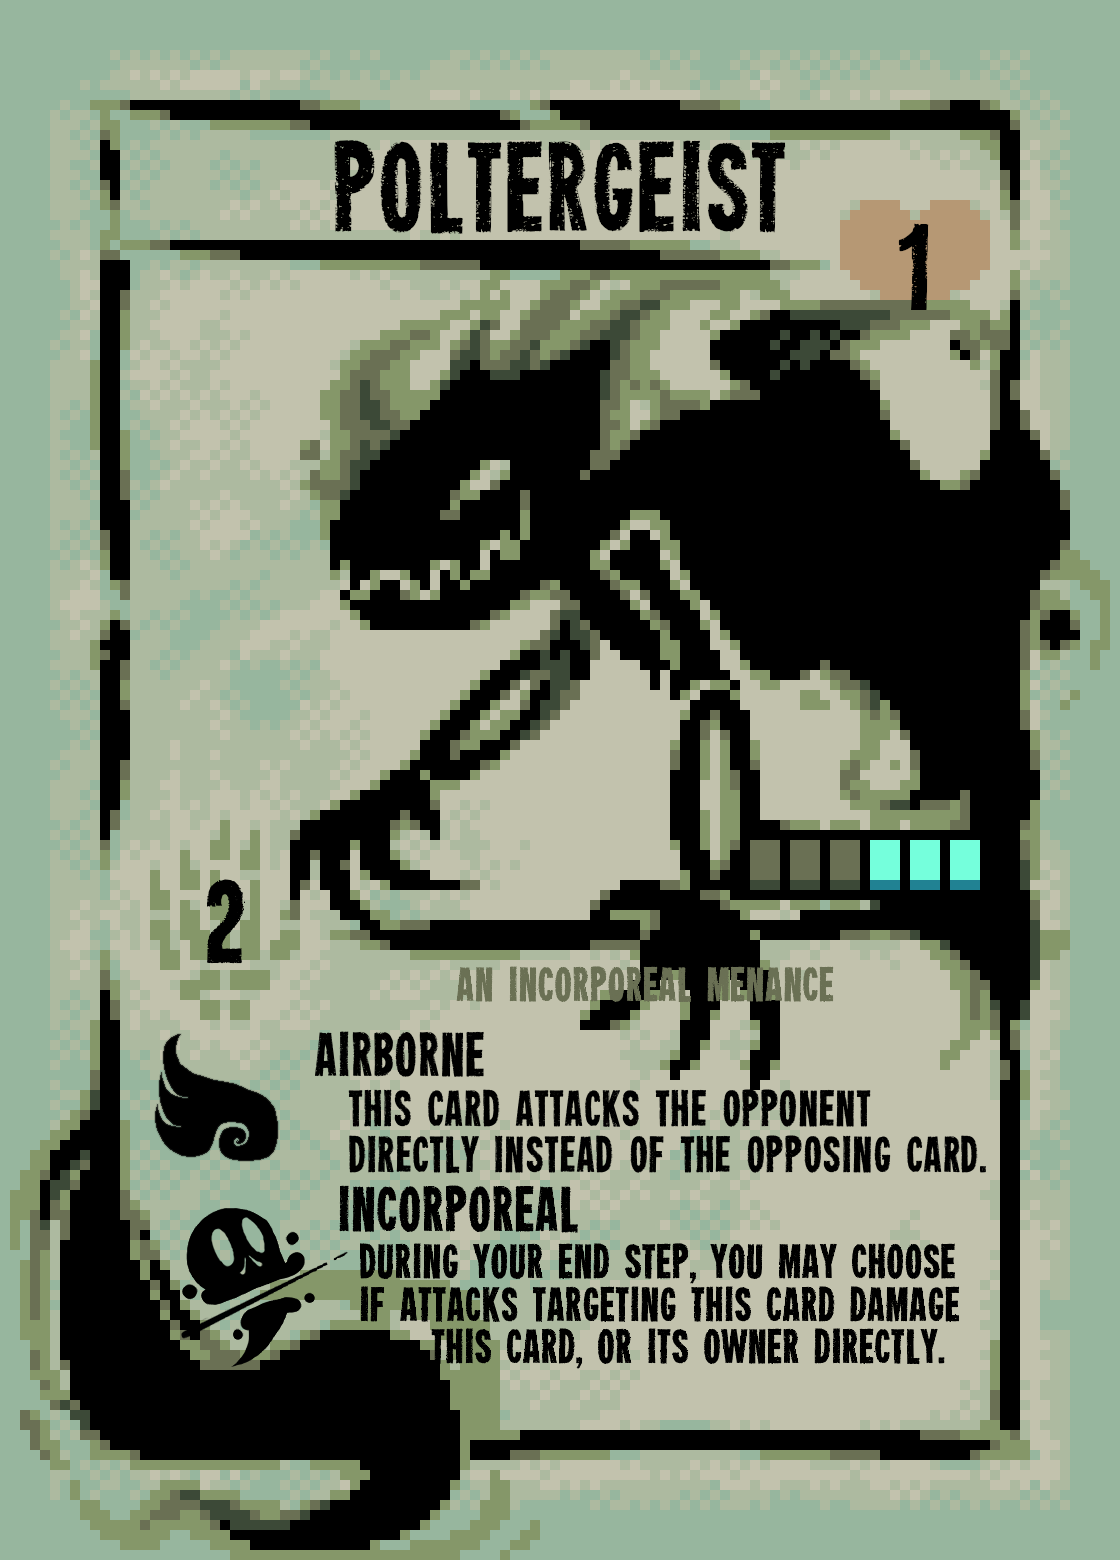 POLTERGEIST
1
2
AN INCORPOREAL MENANCE
AIRBORNE
THIS CARD ATTACKS THE OPPONENT
DIRECTLY INSTEAD OF THE OPPOSING CARD.
INCORPOREAL
DURING YOUR END STEP, YOU MAY CHOOSE
IF ATTACKS TARGETING THIS CARD DAMAGE
THIS CARD, OR ITS OWNER DIRECTLY.